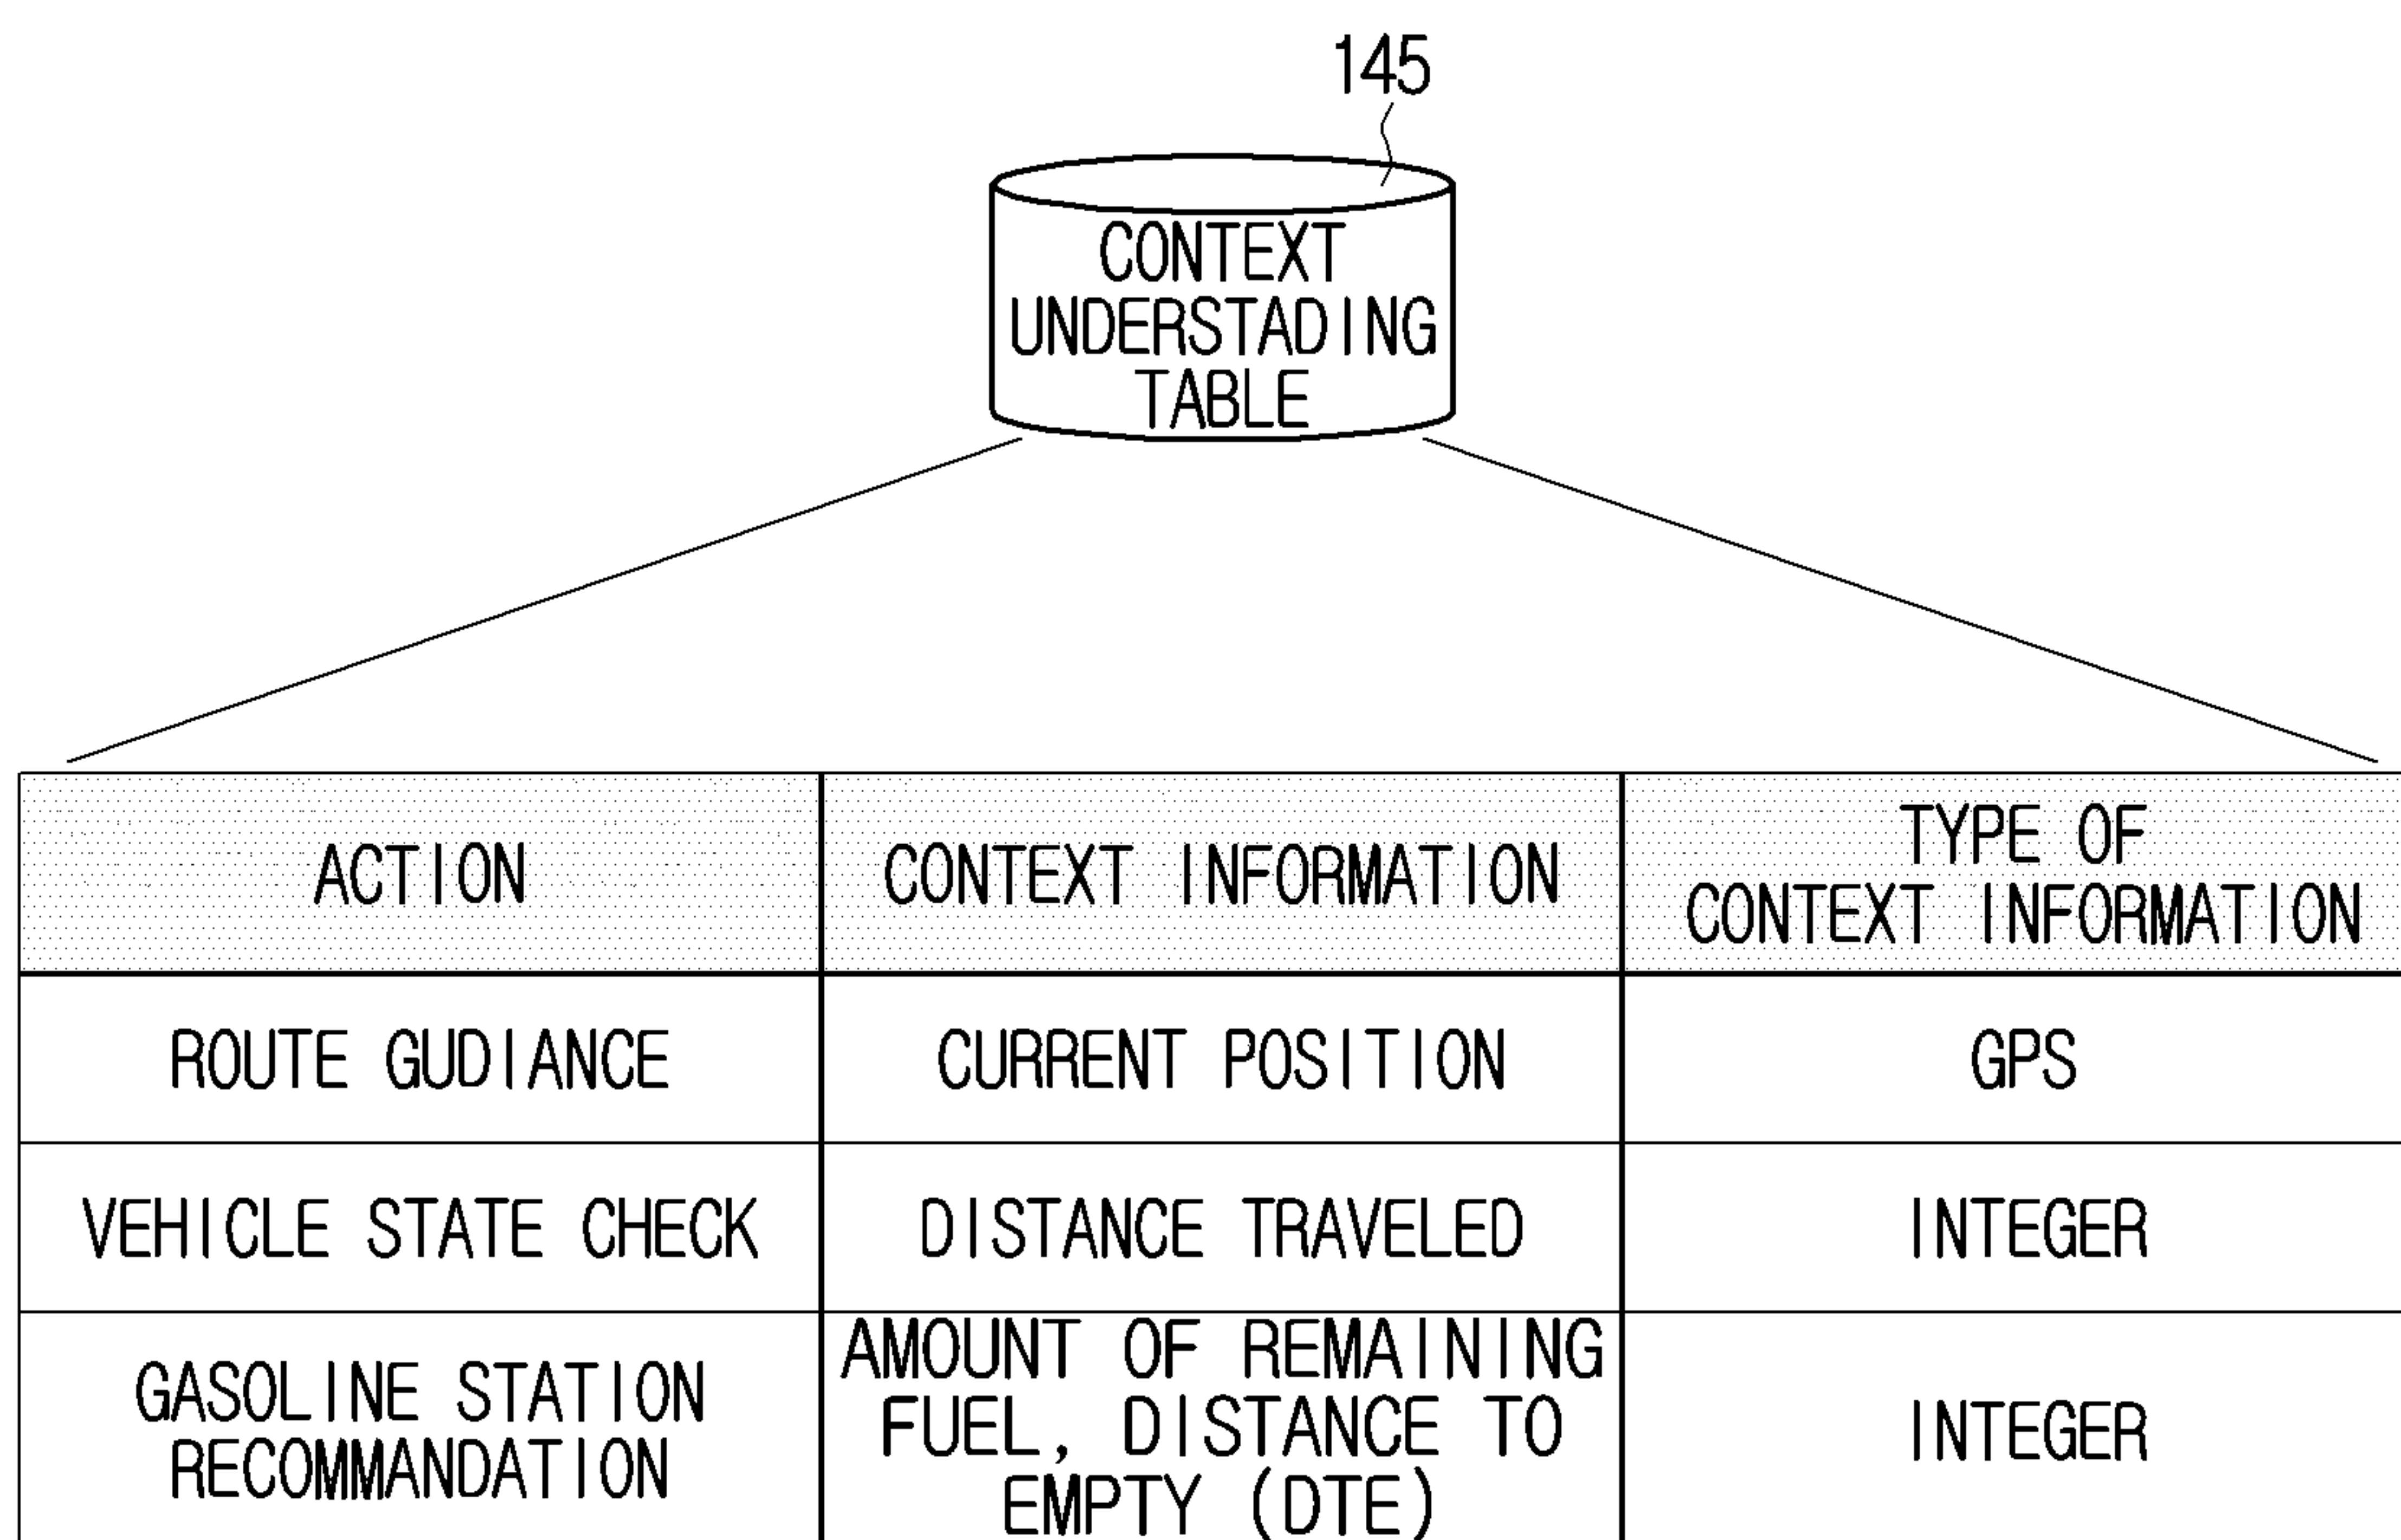 145
CONTEXT
UNDERSTADING
TABLE
ACTION
CONTEXT INFORMATION
TYPE OF
CONTEXT INFORMATION
ROUTE GUDIANCE
CURRENT POSITION
GPS
VEHICLE STATE CHECK
DISTANCE TRAVELED
INTEGER
GASOLINE STATION
RECOMMANDATION
AMOUNT OF REMAINING
FUEL, DISTANCE TO
EMPTY (DTE)
INTEGER